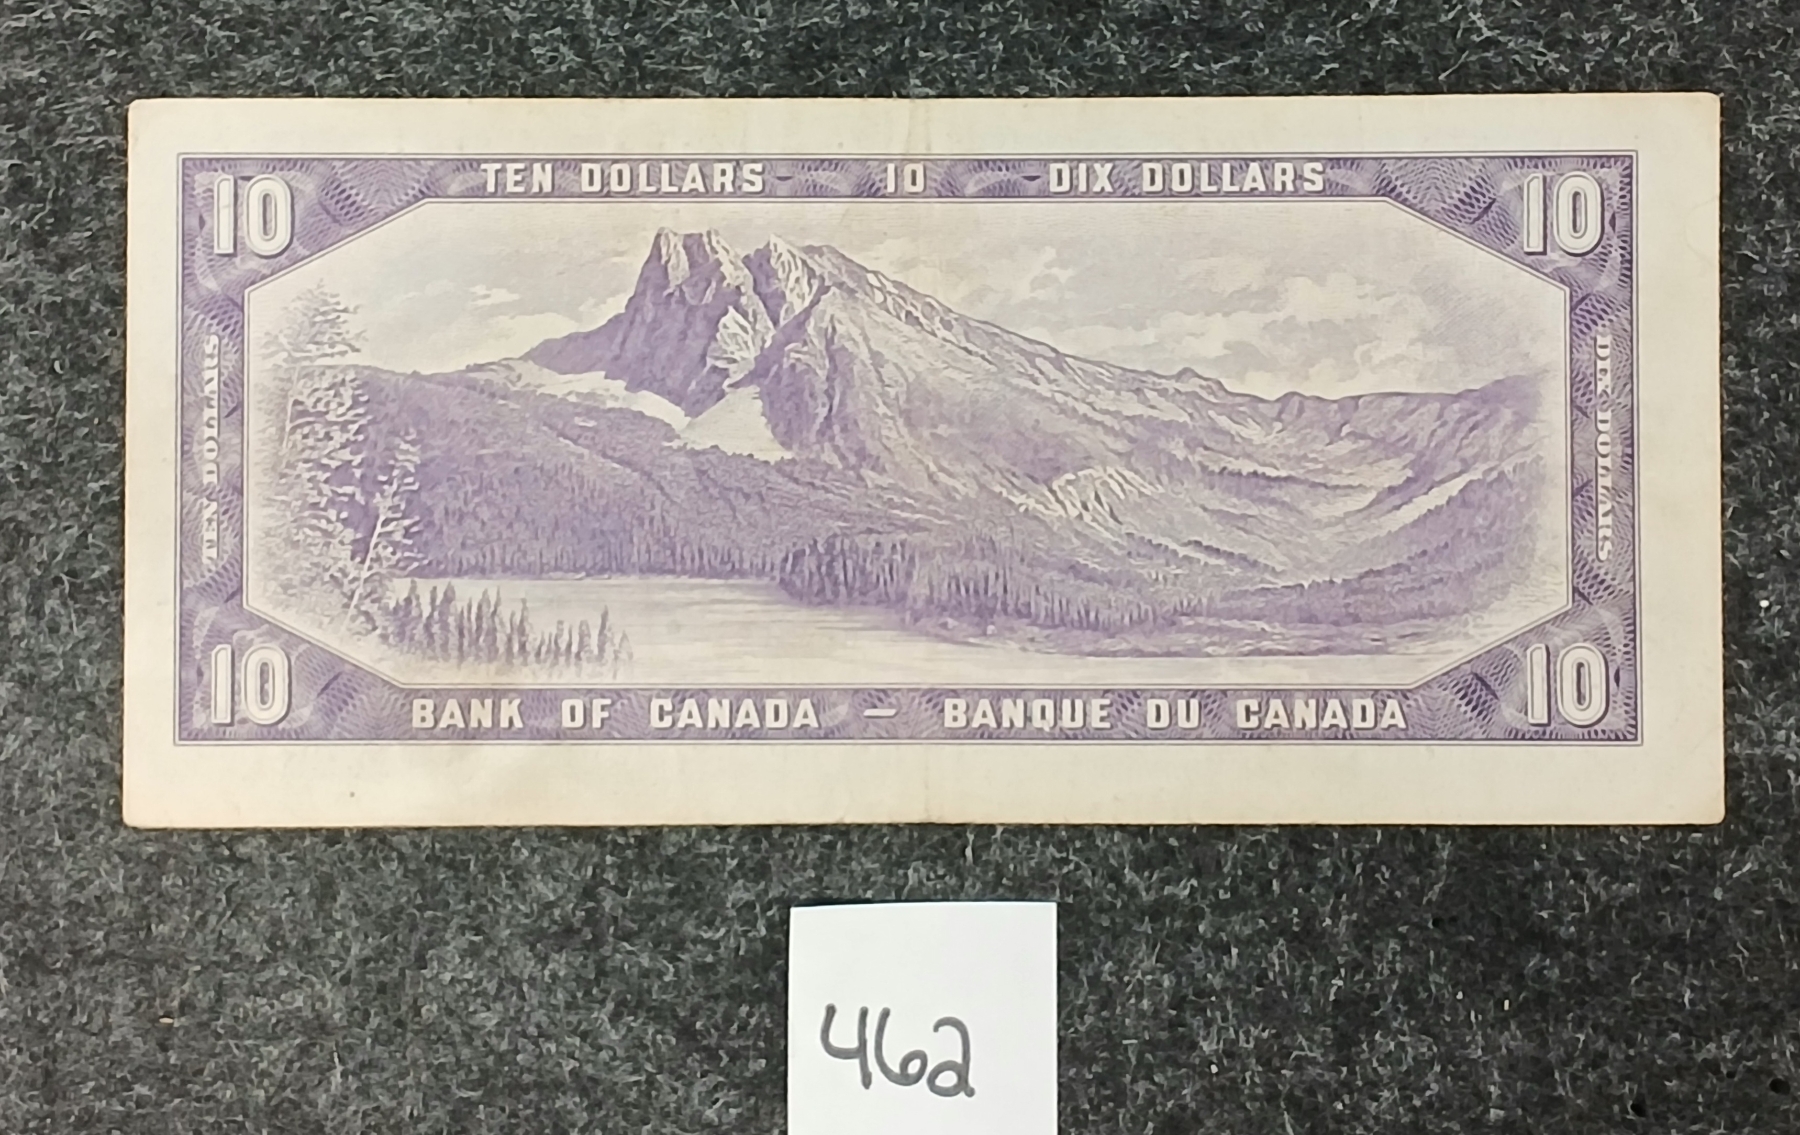 TEN DOLLARS 10 DIX DOLLARS
10 10
TEN DOLLARS
DIX DOLLARS
10 10
BANK OF CANADA — BANQUE DU CANADA
462